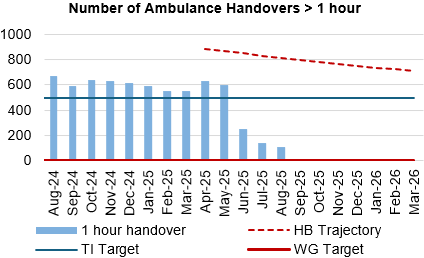 Number of Ambulance Handovers > 1 hour
1000
800
600
400
200
0
Aug-24
Sep-24
Oct-24
Nov-24
Dec-24
Jan-25
Feb-25
Mar-25
Apr-25
May-25
Jun-25
Jul-25
Aug-25
Sep-25
Oct-25
Nov-25
Dec-25
Jan-26
Feb-26
Mar-26
1 hour handover HB Trajectory
TI Target WG Target